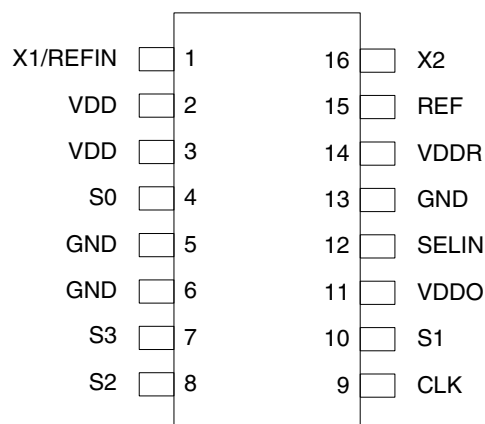 X1/REFIN 1 16 X2
VDD 2 15 REF
VDD 3 14 VDDR
S0 4 13 GND
GND 5 12 SELIN
GND 6 11 VDDO
S3 7 10 S1
S2 8 9 CLK